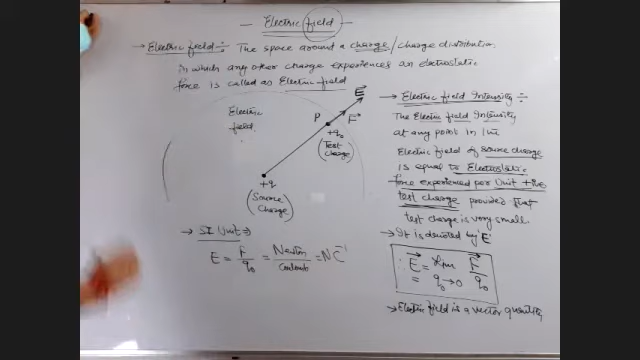 - Electric field -
→ Electric field ÷ The space around a charge/charge distribution
in which any other charge experiences an electrostatic
force is called as Electric field
Electric
field
P
E
F
+q₀
(Test
charge)
+q
(Source
charge)
→ SI Unit ⇒
E = F/q₀ = Newton/Coulomb = NC⁻¹
→ Electric field Intensity ÷
The Electric field Intensity
at any point in an
Electric field of source charge
is equal to Electrostatic
force experienced per Unit +ive
test charge provided that
test charge is very small.
→ It is denoted by E
E = Lim q₀→0 F/q₀
→ Electric field is a vector quantity